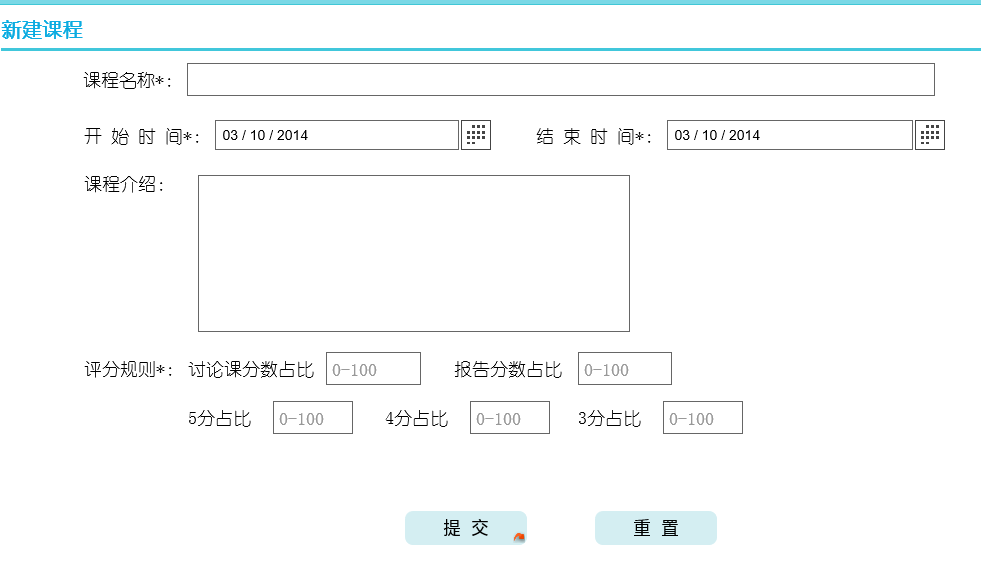 新建课程
课程名称*:
开 始 时 间*: 03 / 10 / 2014 结 束 时 间*: 03 / 10 / 2014
课程介绍:
评分规则*: 讨论课分数占比 0-100 报告分数占比 0-100
5分占比 0-100 4分占比 0-100 3分占比 0-100
提 交 重 置